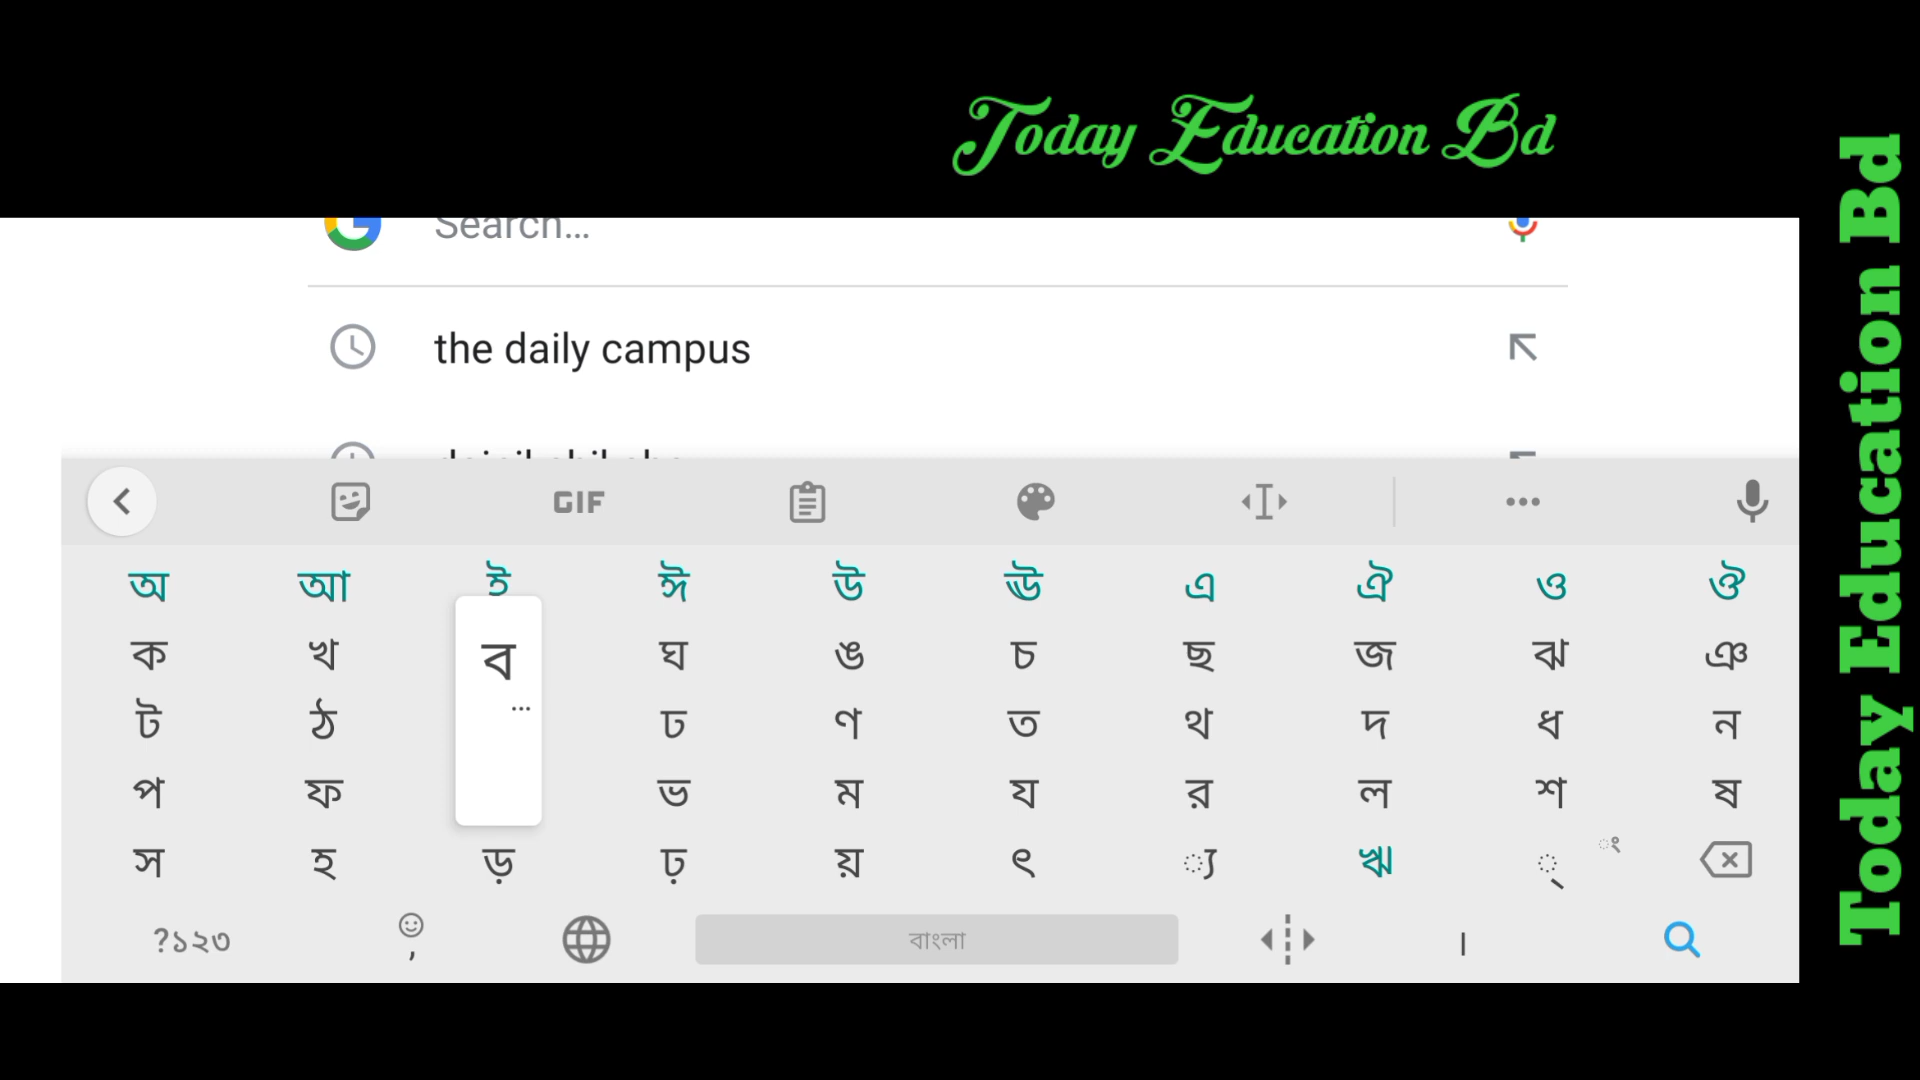 Today Education Bd
Today Education Bd
Search...
the daily campus
GIF
অ আ ই ঈ উ ঊ এ ঐ ও ঔ
ক খ ব ঘ ঙ চ ছ জ ঝ ঞ
ট ঠ ঢ ণ ত থ দ ধ ন
প ফ ভ ম য র ল শ ষ
স হ ড় ঢ় য় ৎ ্য ঋ ্ ং
?১২৩ , বাংলা ।